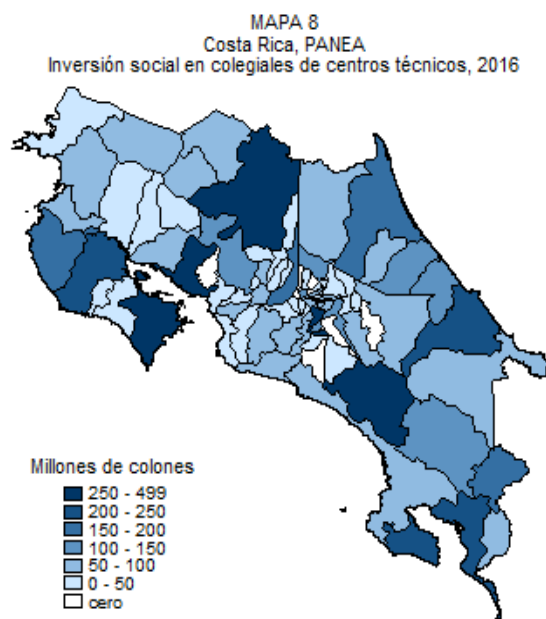 MAPA 8
Costa Rica, PANEA
Inversión social en colegiales de centros técnicos, 2016
Millones de colones
250 - 499
200 - 250
150 - 200
100 - 150
50 - 100
0 - 50
cero